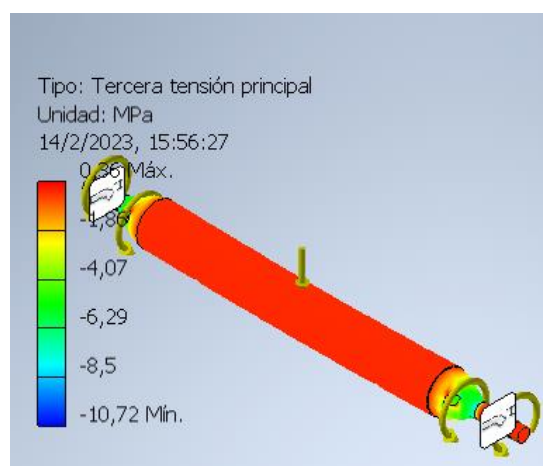 Tipo: Tercera tensión principal
Unidad: MPa
14/2/2023, 15:56:27
0,36 Máx.
-1,86
-4,07
-6,29
-8,5
-10,72 Mín.